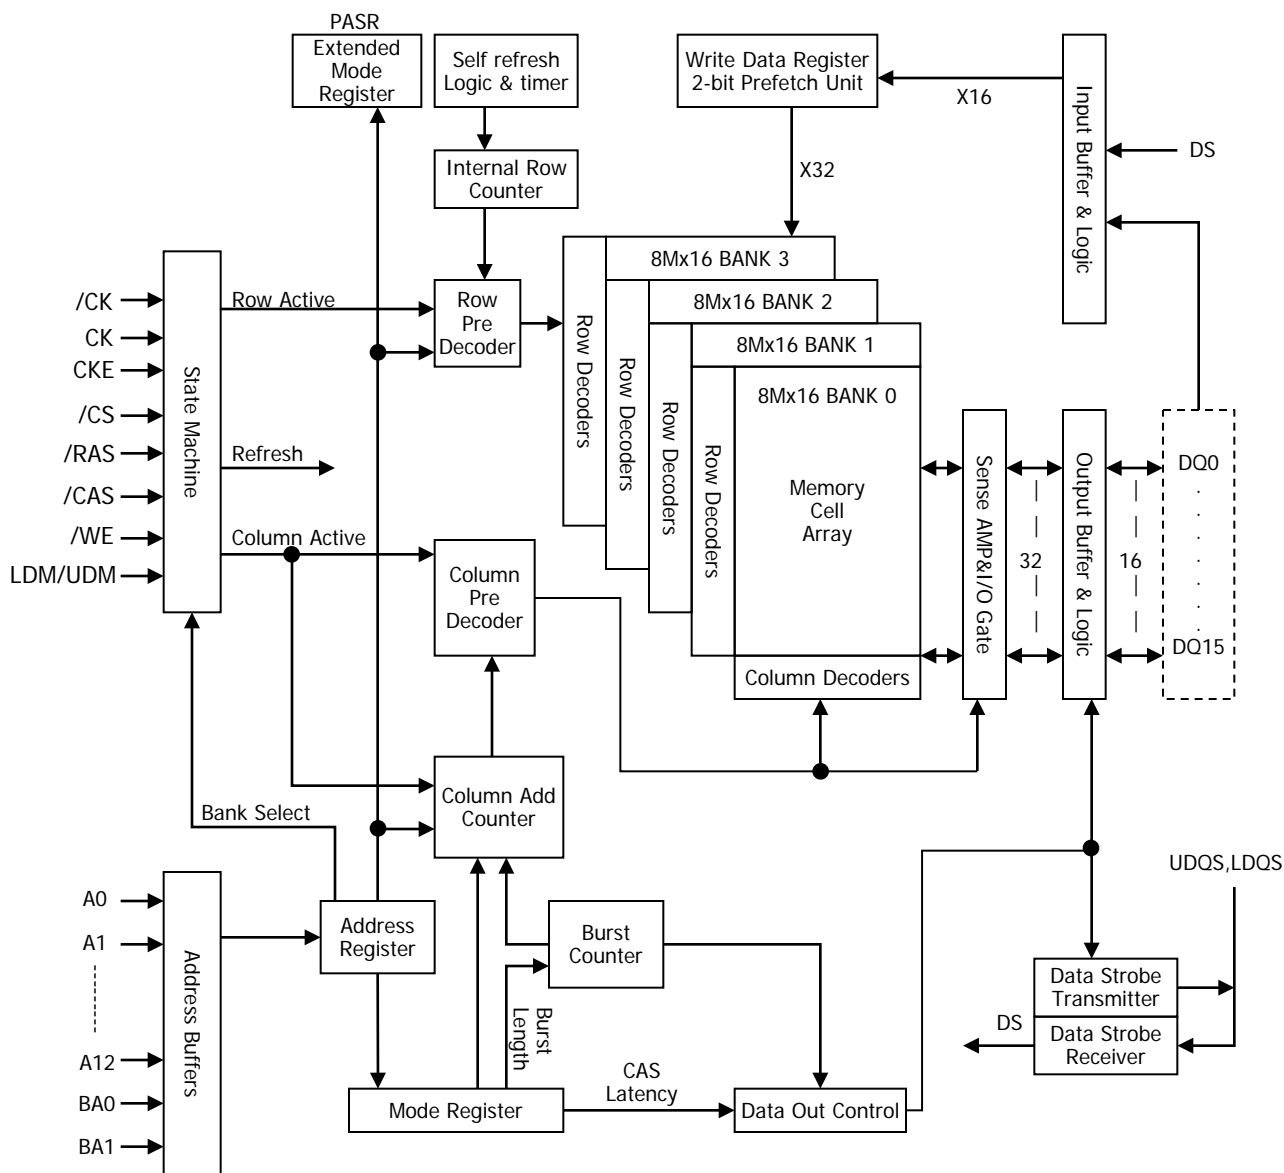 PASR
Extended
Mode
Register
Self refresh
Logic & timer
Write Data Register
2-bit Prefetch Unit
X16
Input Buffer & Logic
DS
Internal Row
Counter
X32
8Mx16 BANK 3
8Mx16 BANK 2
8Mx16 BANK 1
8Mx16 BANK 0
Row Decoders
Row Decoders
Row Decoders
Row Decoders
Memory
Cell
Array
Column Decoders
Sense AMP&I/O Gate
32
Output Buffer & Logic
16
DQ0
.
.
.
.
.
.
DQ15
/CK
CK
CKE
/CS
/RAS
/CAS
/WE
LDM/UDM
State Machine
Row Active
Refresh
Column Active
Row
Pre
Decoder
Column
Pre
Decoder
Column Add
Counter
Bank Select
A0
A1
A12
BA0
BA1
Address Buffers
Address
Register
Burst
Counter
Burst
Length
Mode Register
CAS
Latency
Data Out Control
UDQS,LDQS
Data Strobe
Transmitter
DS
Data Strobe
Receiver